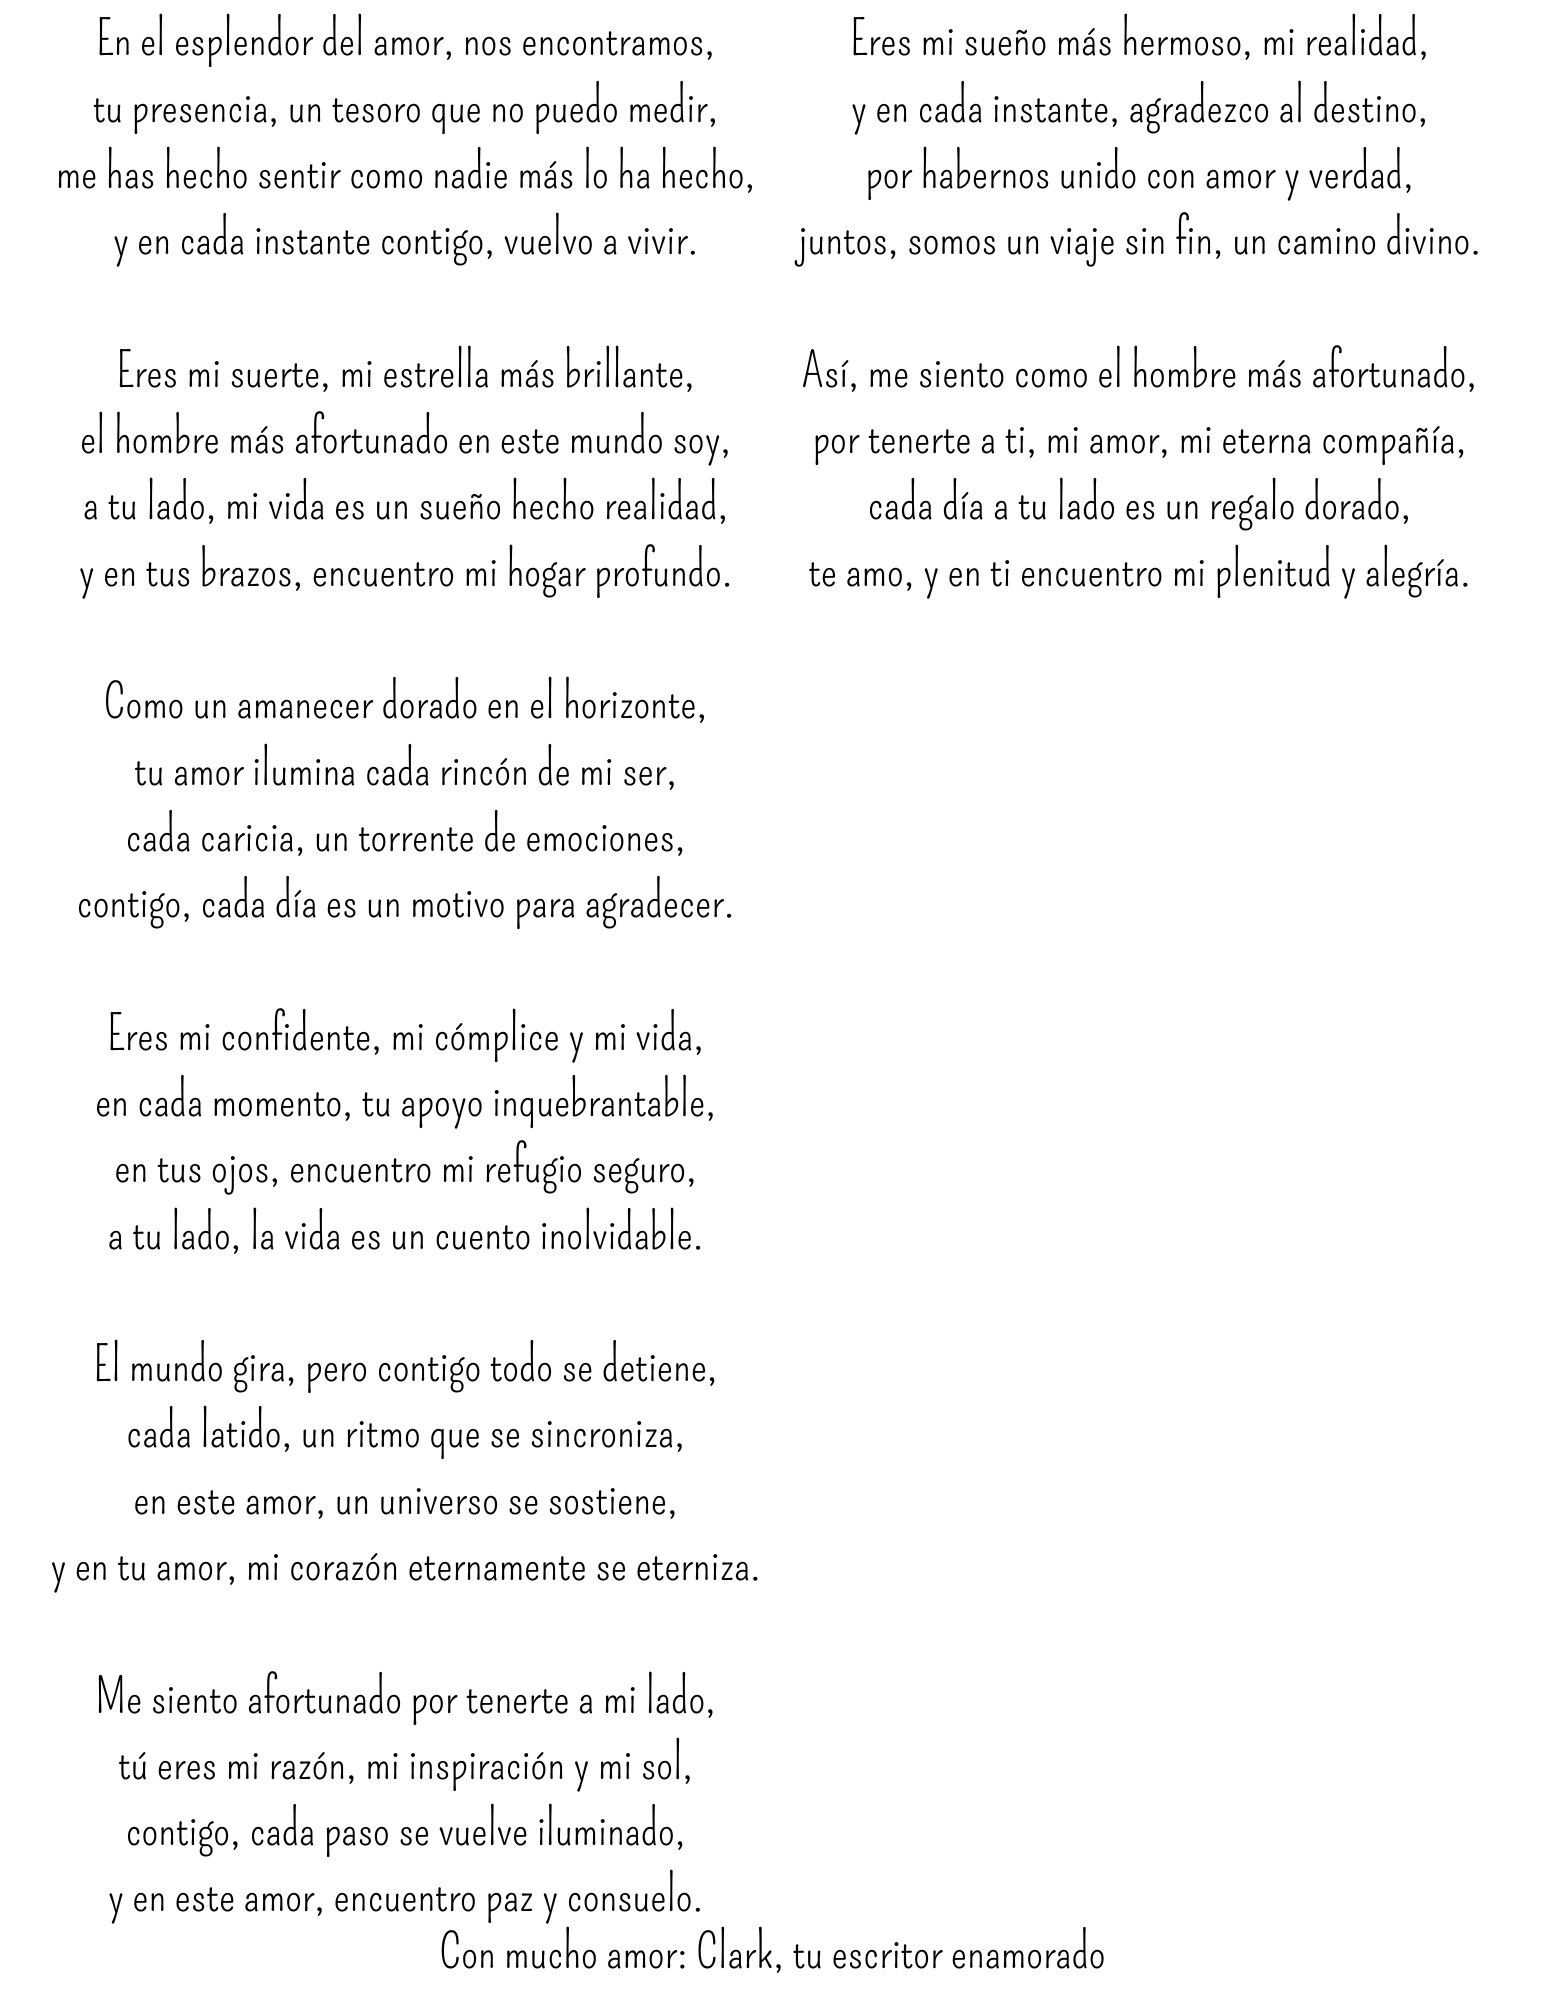 En el esplendor del amor, nos encontramos,
tu presencia, un tesoro que no puedo medir,
me has hecho sentir como nadie más lo ha hecho,
y en cada instante contigo, vuelvo a vivir.

Eres mi suerte, mi estrella más brillante,
el hombre más afortunado en este mundo soy,
a tu lado, mi vida es un sueño hecho realidad,
y en tus brazos, encuentro mi hogar profundo.

Como un amanecer dorado en el horizonte,
tu amor ilumina cada rincón de mi ser,
cada caricia, un torrente de emociones,
contigo, cada día es un motivo para agradecer.

Eres mi confidente, mi cómplice y mi vida,
en cada momento, tu apoyo inquebrantable,
en tus ojos, encuentro mi refugio seguro,
a tu lado, la vida es un cuento inolvidable.

El mundo gira, pero contigo todo se detiene,
cada latido, un ritmo que se sincroniza,
en este amor, un universo se sostiene,
y en tu amor, mi corazón eternamente se eterniza.

Me siento afortunado por tenerte a mi lado,
tú eres mi razón, mi inspiración y mi sol,
contigo, cada paso se vuelve iluminado,
y en este amor, encuentro paz y consuelo.

Eres mi sueño más hermoso, mi realidad,
y en cada instante, agradezco al destino,
por habernos unido con amor y verdad,
juntos, somos un viaje sin fin, un camino divino.

Así, me siento como el hombre más afortunado,
por tenerte a ti, mi amor, mi eterna compañía,
cada día a tu lado es un regalo dorado,
te amo, y en ti encuentro mi plenitud y alegría.

Con mucho amor: Clark, tu escritor enamorado